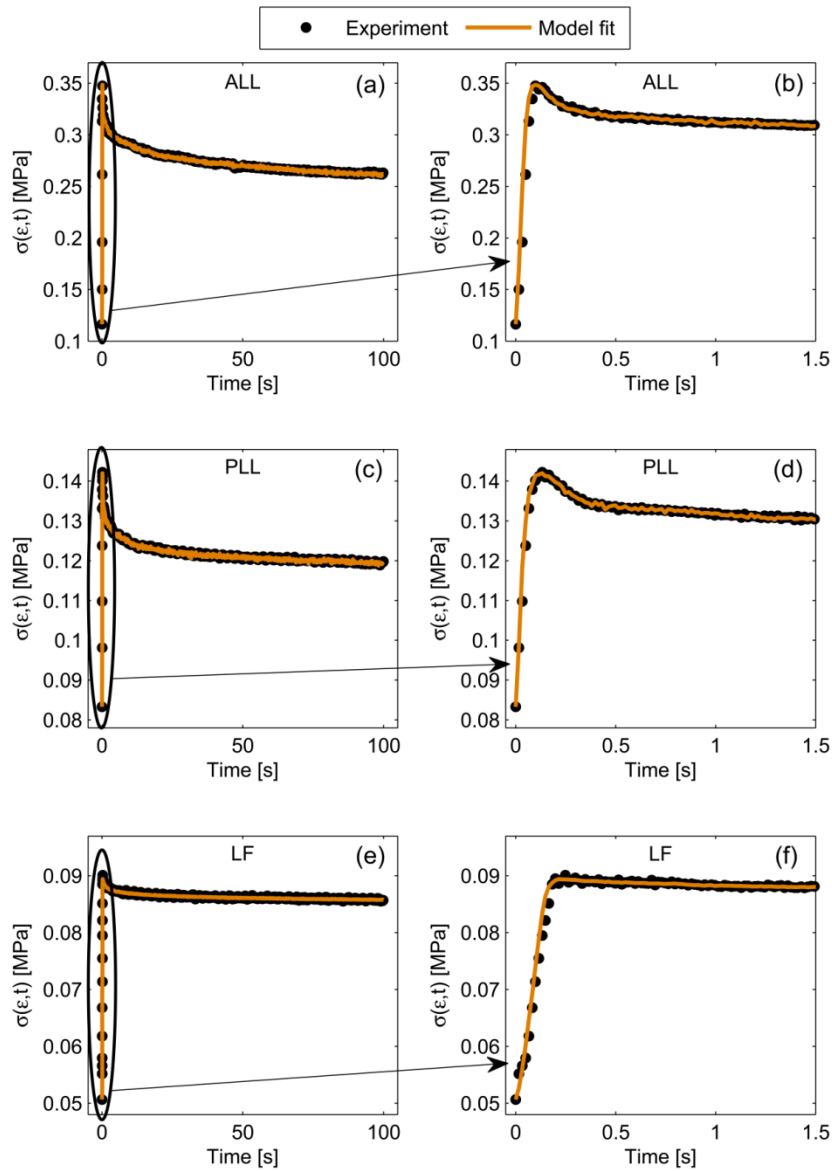 Experiment Model fit
(a) ALL
0.35
0.3
0.25
0.2
0.15
0.1
σ(ε,t) [MPa]
0 50 100
Time [s]
(b) ALL
0.35
0.3
0.25
0.2
0.15
0.1
σ(ε,t) [MPa]
0 0.5 1 1.5
Time [s]
(c) PLL
0.14
0.13
0.12
0.11
0.1
0.09
0.08
σ(ε,t) [MPa]
0 50 100
Time [s]
(d) PLL
0.14
0.13
0.12
0.11
0.1
0.09
0.08
σ(ε,t) [MPa]
0 0.5 1 1.5
Time [s]
(e) LF
0.09
0.08
0.07
0.06
0.05
σ(ε,t) [MPa]
0 50 100
Time [s]
(f) LF
0.09
0.08
0.07
0.06
0.05
σ(ε,t) [MPa]
0 0.5 1 1.5
Time [s]